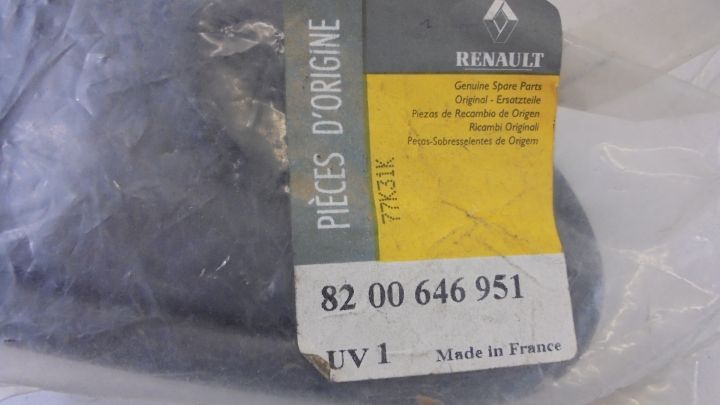 PIÈCES D'ORIGINE
RENAULT
Genuine Spare Parts
Original - Ersatzteile
Piezas de Recambio de Origen
Ricambi Originali
Peças-Sobresselentes de Origem
77K31K
82 00 646 951
UV 1 Made in France